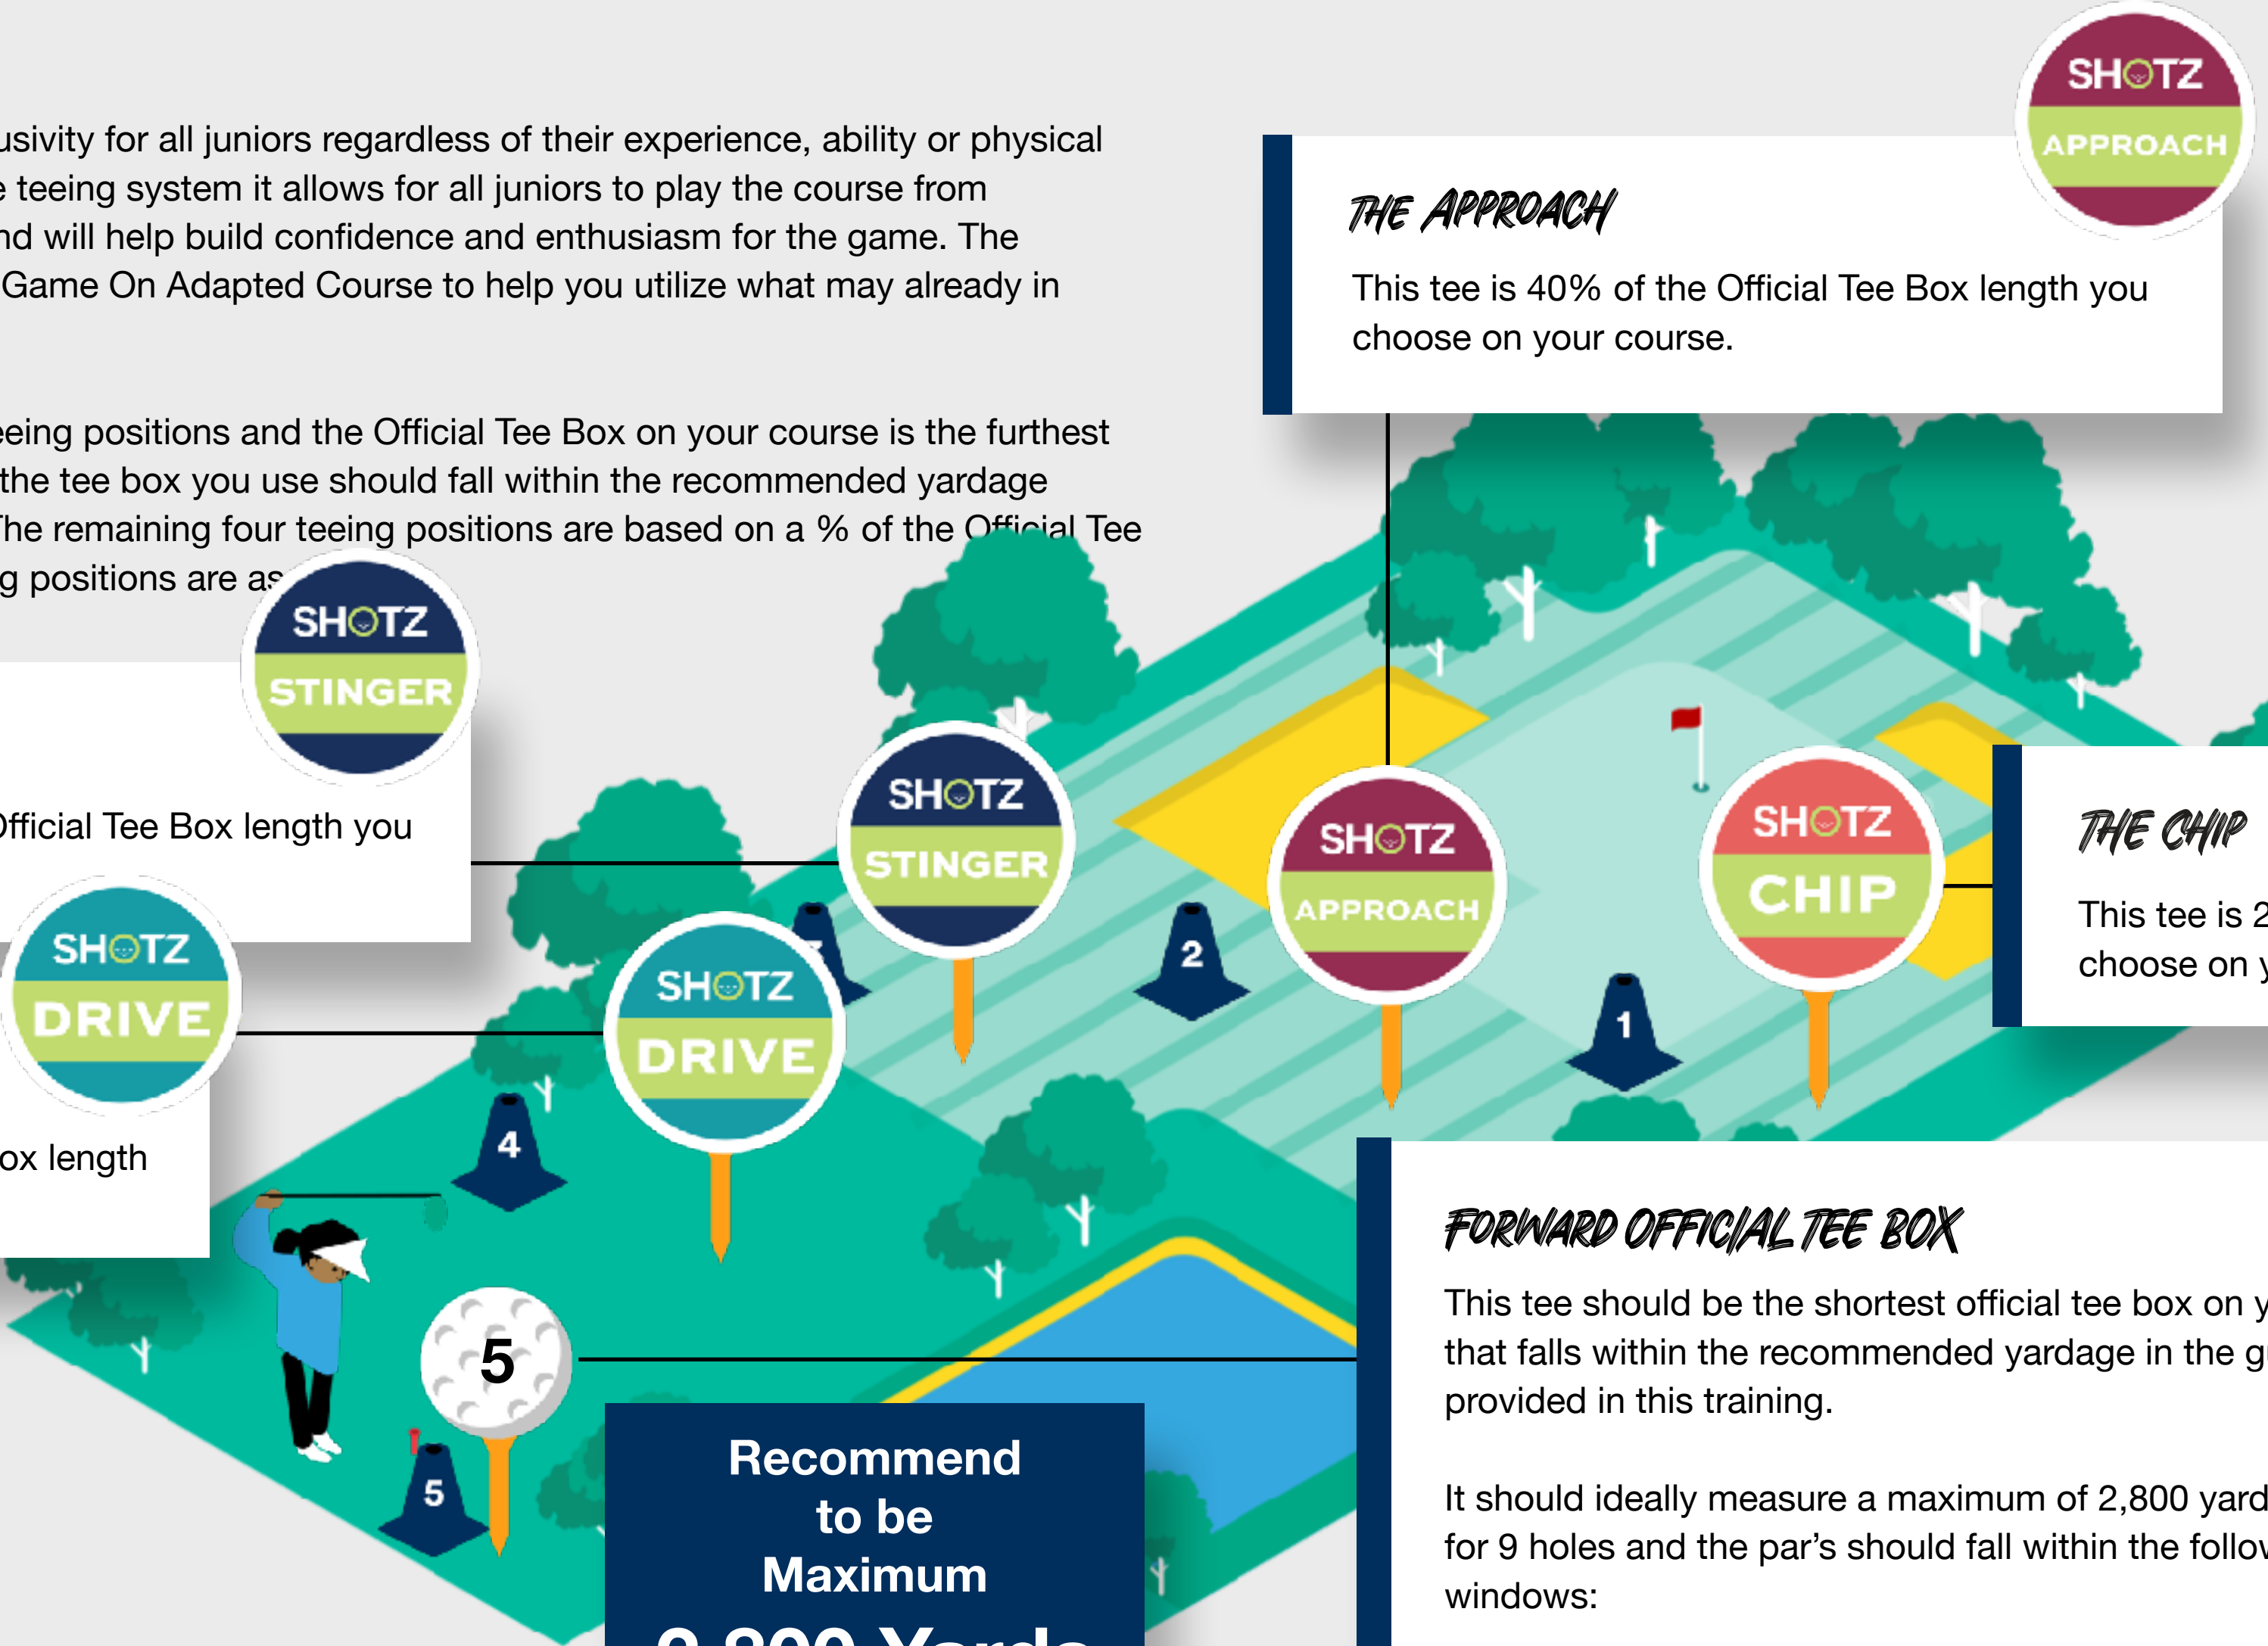 usivity for all juniors regardless of their experience, ability or physical
teeing system it allows for all juniors to play the course from
nd will help build confidence and enthusiasm for the game. The
Game On Adapted Course to help you utilize what may already in
eeing positions and the Official Tee Box on your course is the furthest
the tee box you use should fall within the recommended yardage
The remaining four teeing positions are based on a % of the Official Tee
g positions are as
SHOTZ
APPROACH
THE APPROACH
This tee is 40% of the Official Tee Box length you
choose on your course.
SHOTZ
STINGER
Official Tee Box length you
SHOTZ
STINGER
SHOTZ
DRIVE
ox length
SHOTZ
DRIVE
SHOTZ
APPROACH
SHOTZ
CHIP
THE CHIP
This tee is 2
choose on y
2
1
4
5
5
FORWARD OFFICIAL TEE BOX
This tee should be the shortest official tee box on y
that falls within the recommended yardage in the g
provided in this training.
It should ideally measure a maximum of 2,800 yard
for 9 holes and the par's should fall within the follow
windows:
Recommend
to be
Maximum
2,800 Yards